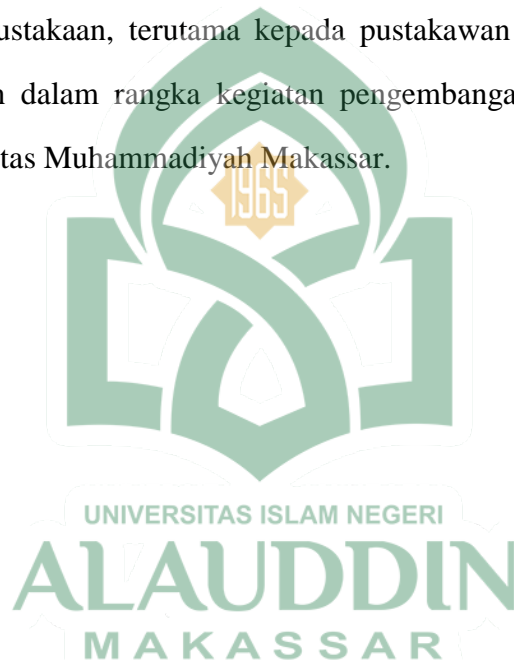 ustakaan, terutama kepada pustakawan
dalam rangka kegiatan pengembanga
tas Muhammadiyah Makassar.
1965
UNIVERSITAS ISLAM NEGERI
ALAUDDIN
MAKASSAR